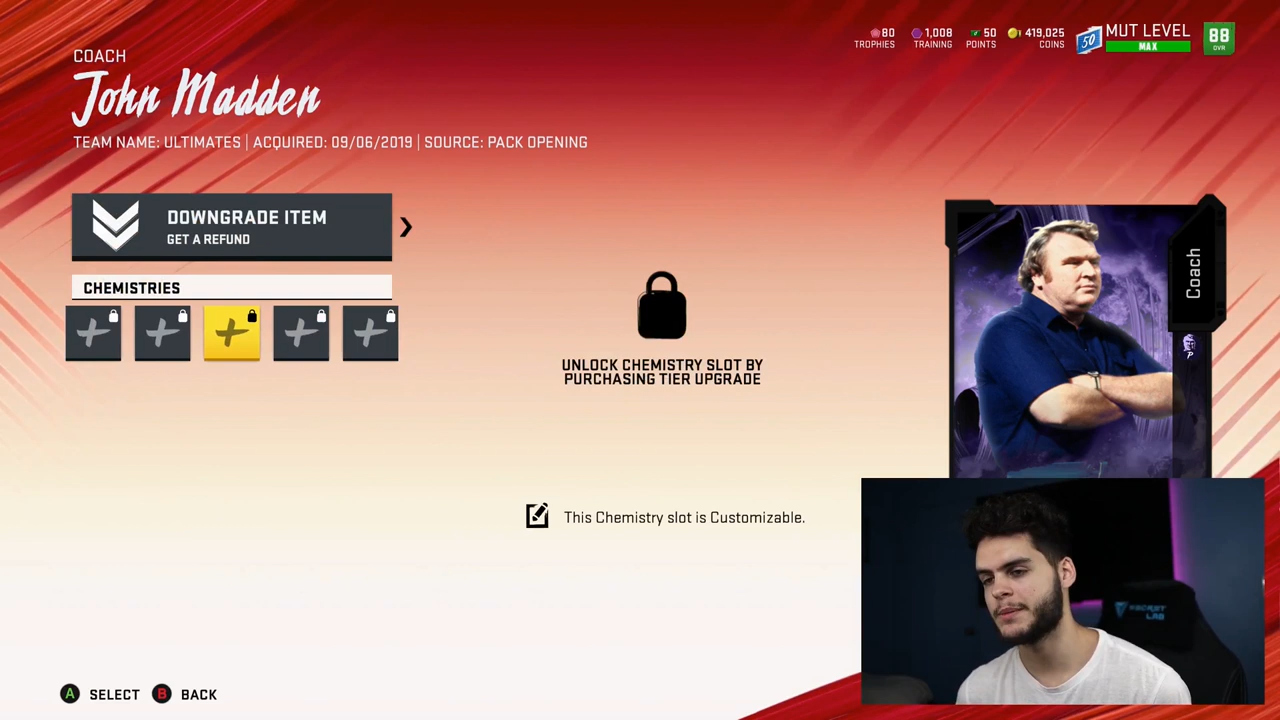 COACH
John Madden
TEAM NAME: ULTIMATES | ACQUIRED: 09/06/2019 | SOURCE: PACK OPENING
80
TROPHIES
1,008
TRAINING
50
POINTS
419,025
COINS
50
MUT LEVEL
MAX
88
OVR
DOWNGRADE ITEM
GET A REFUND
CHEMISTRIES
UNLOCK CHEMISTRY SLOT BY
PURCHASING TIER UPGRADE
This Chemistry slot is Customizable.
Coach
P
A SELECT B BACK